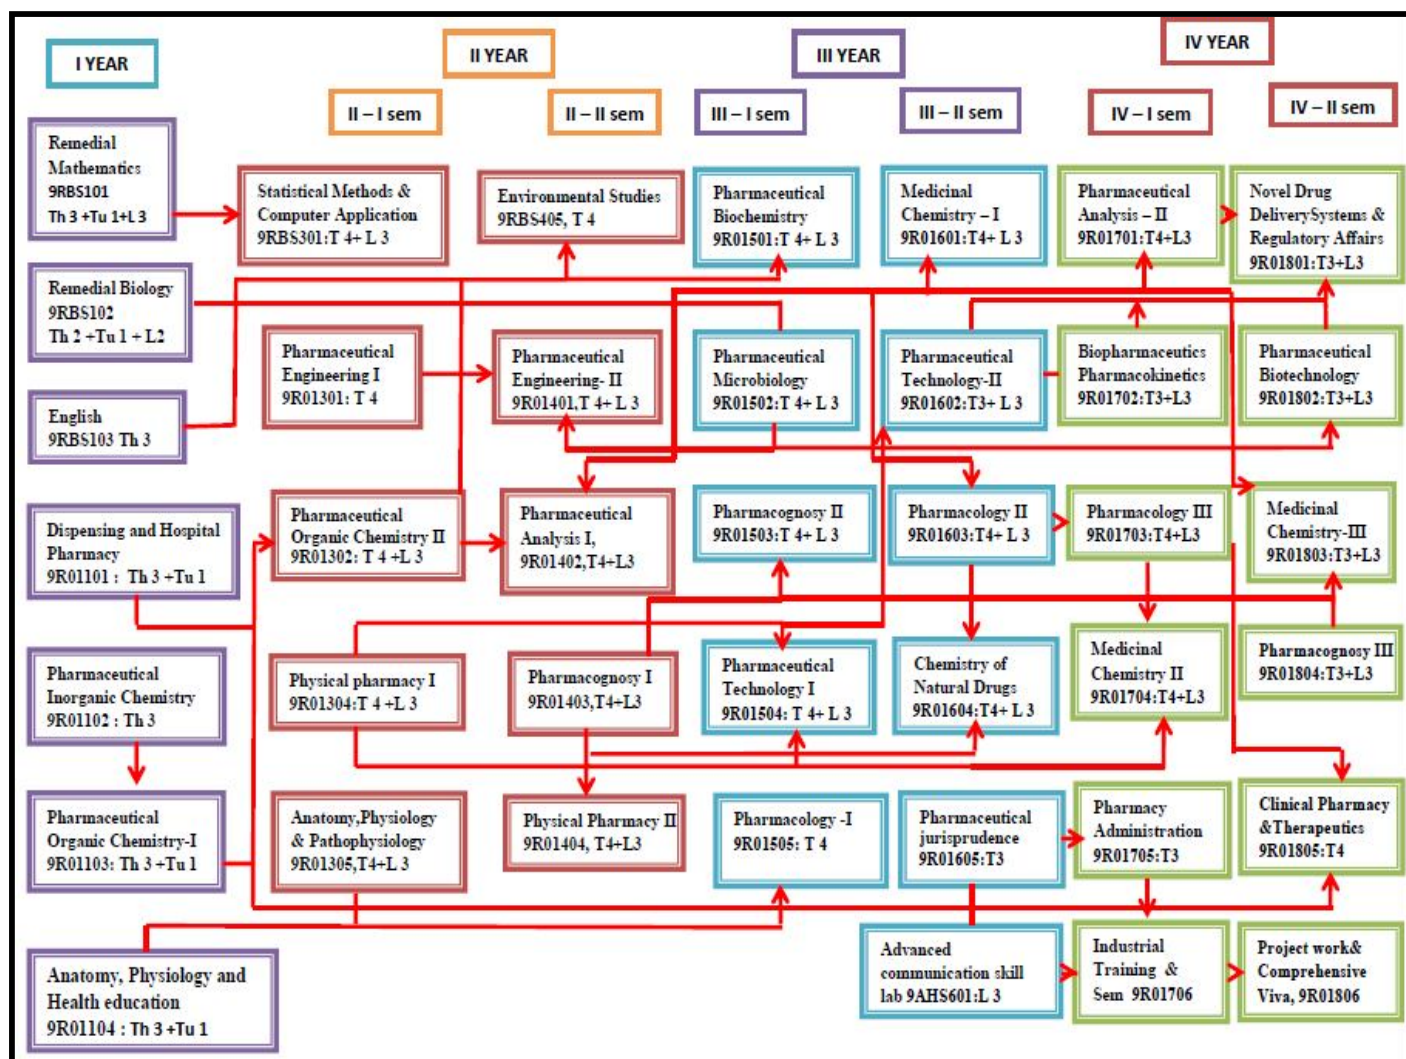 I YEAR
II YEAR
III YEAR
IV YEAR
II – I sem
II – II sem
III – I sem
III – II sem
IV – I sem
IV – II sem
Remedial
Mathematics
9RBS101
Th 3 +Tu 1+L 3
Remedial Biology
9RBS102
Th 2 +Tu 1 + L2
English
9RBS103 Th 3
Dispensing and Hospital
Pharmacy
9R01101 : Th 3 +Tu 1
Pharmaceutical
Inorganic Chemistry
9R01102 : Th 3
Pharmaceutical
Organic Chemistry-I
9R01103: Th 3 +Tu 1
Anatomy, Physiology and
Health education
9R01104 : Th 3 +Tu 1
Statistical Methods &
Computer Application
9RBS301:T 4+ L 3
Pharmaceutical
Engineering I
9R01301: T 4
Pharmaceutical
Organic Chemistry II
9R01302: T 4 +L 3
Physical pharmacy I
9R01304:T 4 +L 3
Anatomy,Physiology
& Pathophysiology
9R01305,T4+L 3
Environmental Studies
9RBS405, T 4
Pharmaceutical
Engineering- II
9R01401,T 4+ L 3
Pharmaceutical
Analysis I,
9R01402,T4+L3
Pharmacognosy I
9R01403,T4+L3
Physical Pharmacy II
9R01404, T4+L3
Pharmaceutical
Biochemistry
9R01501:T 4+ L 3
Pharmaceutical
Microbiology
9R01502:T 4+ L 3
Pharmacognosy II
9R01503:T 4+ L 3
Pharmaceutical
Technology I
9R01504: T 4+ L 3
Pharmacology -I
9R01505: T 4
Medicinal
Chemistry – I
9R01601:T4+ L 3
Pharmaceutical
Technology-II
9R01602:T3+ L 3
Pharmacology II
9R01603:T4+ L 3
Chemistry of
Natural Drugs
9R01604:T4+ L 3
Pharmaceutical
jurisprudence
9R01605:T3
Advanced
communication skill
lab 9AHS601:L 3
Pharmaceutical
Analysis – II
9R01701:T4+L3
Biopharmaceutics
Pharmacokinetics
9R01702:T3+L3
Pharmacology III
9R01703:T4+L3
Medicinal
Chemistry II
9R01704:T4+L3
Pharmacy
Administration
9R01705:T3
Industrial
Training &
Sem 9R01706
Novel Drug
DeliverySystems &
Regulatory Affairs
9R01801:T3+L3
Pharmaceutical
Biotechnology
9R01802:T3+L3
Medicinal
Chemistry-III
9R01803:T3+L3
Pharmacognosy III
9R01804:T3+L3
Clinical Pharmacy
&Therapeutics
9R01805:T4
Project work&
Comprehensive
Viva, 9R01806